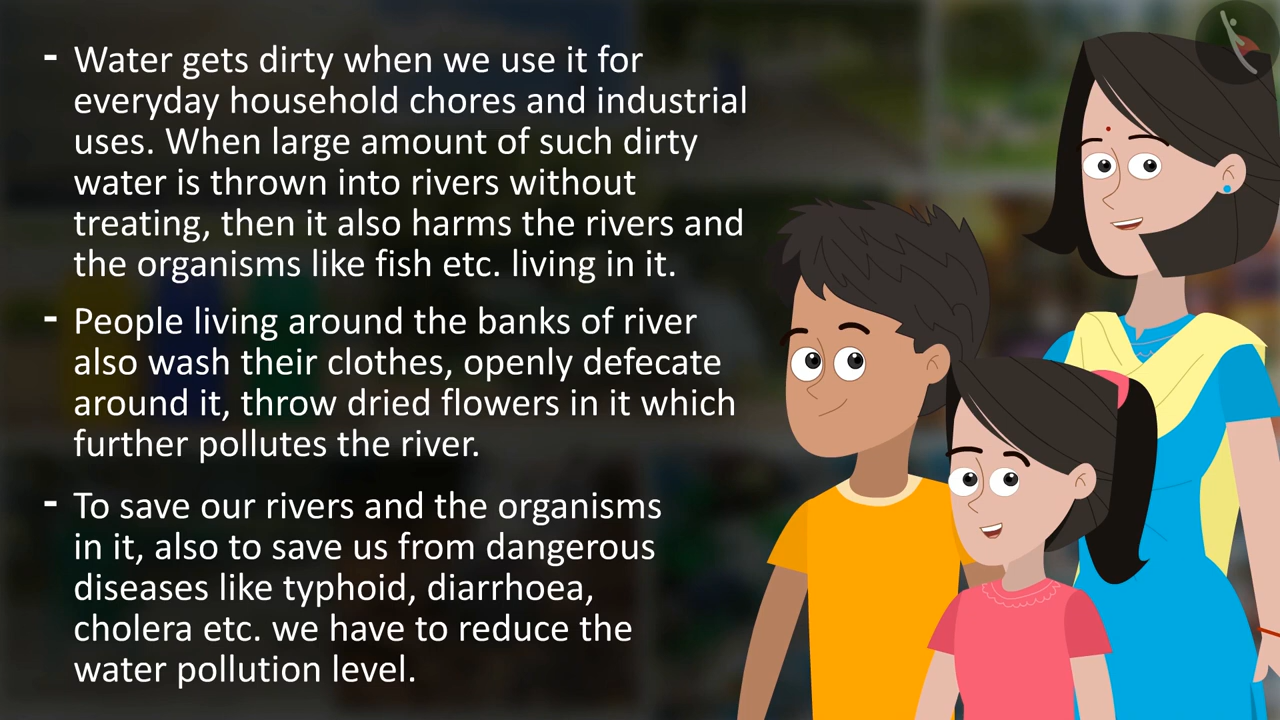 - Water gets dirty when we use it for
everyday household chores and industrial
uses. When large amount of such dirty
water is thrown into rivers without
treating, then it also harms the rivers and
the organisms like fish etc. living in it.
- People living around the banks of river
also wash their clothes, openly defecate
around it, throw dried flowers in it which
further pollutes the river.
- To save our rivers and the organisms
in it, also to save us from dangerous
diseases like typhoid, diarrhoea,
cholera etc. we have to reduce the
water pollution level.